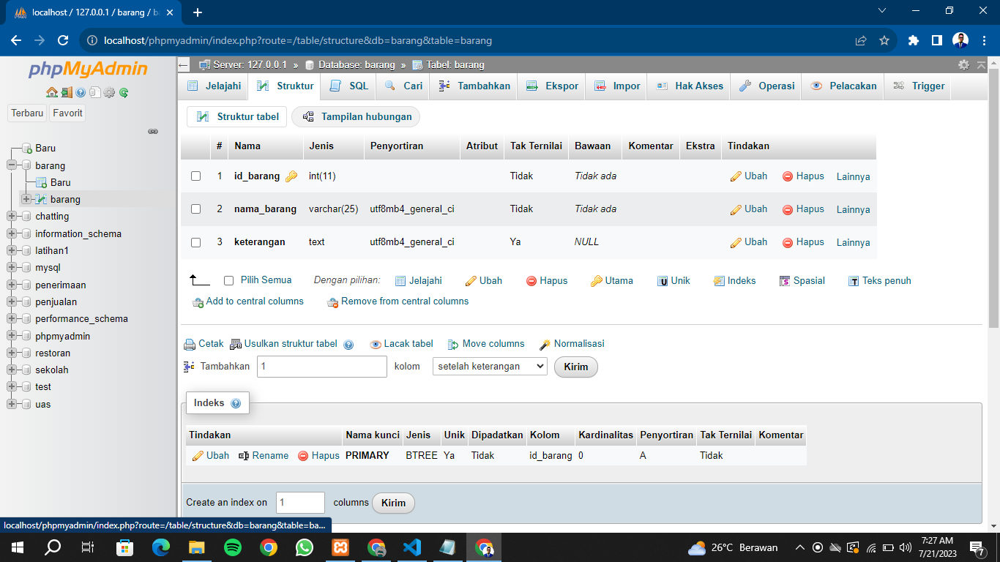 localhost / 127.0.0.1 / barang / ba
localhost/phpmyadmin/index.php?route=/table/structure&db=barang&table=barang
phpMyAdmin
Terbaru Favorit
Baru
barang
Baru
barang
chatting
information_schema
latihan1
mysql
penerimaan
penjualan
performance_schema
phpmyadmin
restoran
sekolah
test
uas
Server: 127.0.0.1 » Database: barang » Tabel: barang
Jelajahi Struktur SQL Cari Tambahkan Ekspor Impor Hak Akses Operasi Pelacakan Trigger
Struktur tabel Tampilan hubungan
# Nama Jenis Penyortiran Atribut Tak Ternilai Bawaan Komentar Ekstra Tindakan
1 id_barang int(11) Tidak Tidak ada Ubah Hapus Lainnya
2 nama_barang varchar(25) utf8mb4_general_ci Tidak Tidak ada Ubah Hapus Lainnya
3 keterangan text utf8mb4_general_ci Ya NULL Ubah Hapus Lainnya
Pilih Semua Dengan pilihan: Jelajahi Ubah Hapus Utama Unik Indeks Spasial Teks penuh
Add to central columns Remove from central columns
Cetak Usulkan struktur tabel Lacak tabel Move columns Normalisasi
Tambahkan 1 kolom setelah keterangan Kirim
Indeks
Tindakan Nama kunci Jenis Unik Dipadatkan Kolom Kardinalitas Penyortiran Tak Ternilai Komentar
Ubah Rename Hapus PRIMARY BTREE Ya Tidak id_barang 0 A Tidak
Create an index on 1 columns Kirim
localhost/phpmyadmin/index.php?route=/table/structure&db=barang&table=ba...
26°C Berawan
7:27 AM
7/21/2023
7